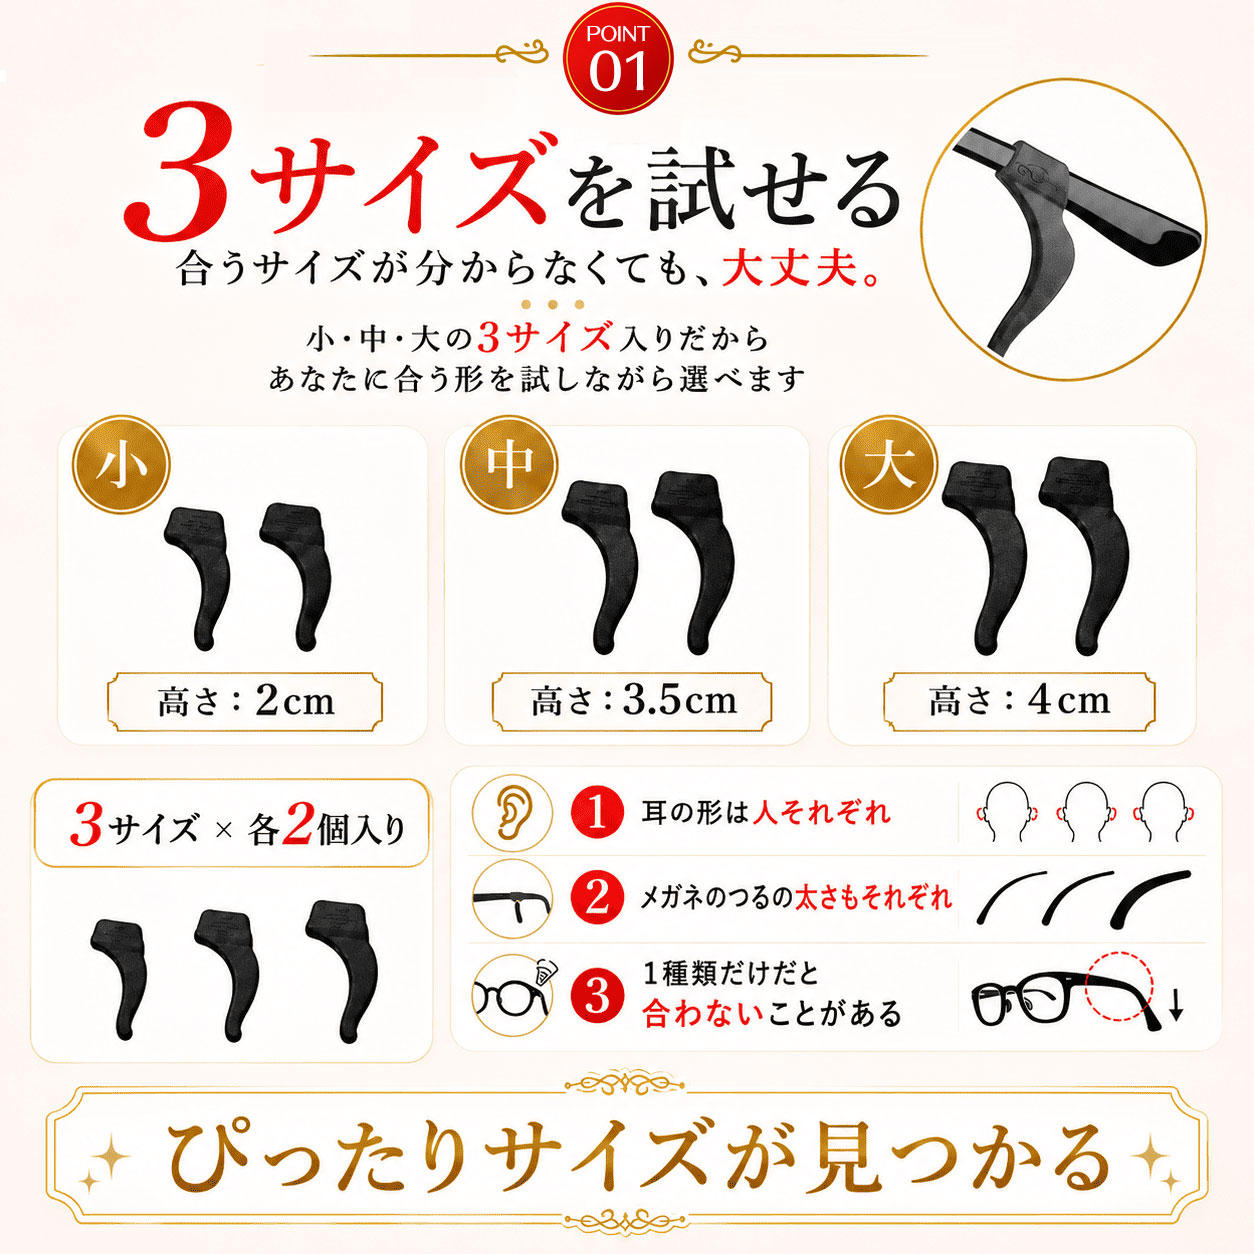 POINT
01
3サイズを試せる
合うサイズが分からなくても、大丈夫。
小・中・大の3サイズ入りだから
あなたに合う形を試しながら選べます
小
中
大
高さ：2cm
高さ：3.5cm
高さ：4cm
3サイズ × 各2個入り
1 耳の形は人それぞれ
2 メガネのつるの太さもそれぞれ
3 1種類だけだと
合わないことがある
ぴったりサイズが見つかる